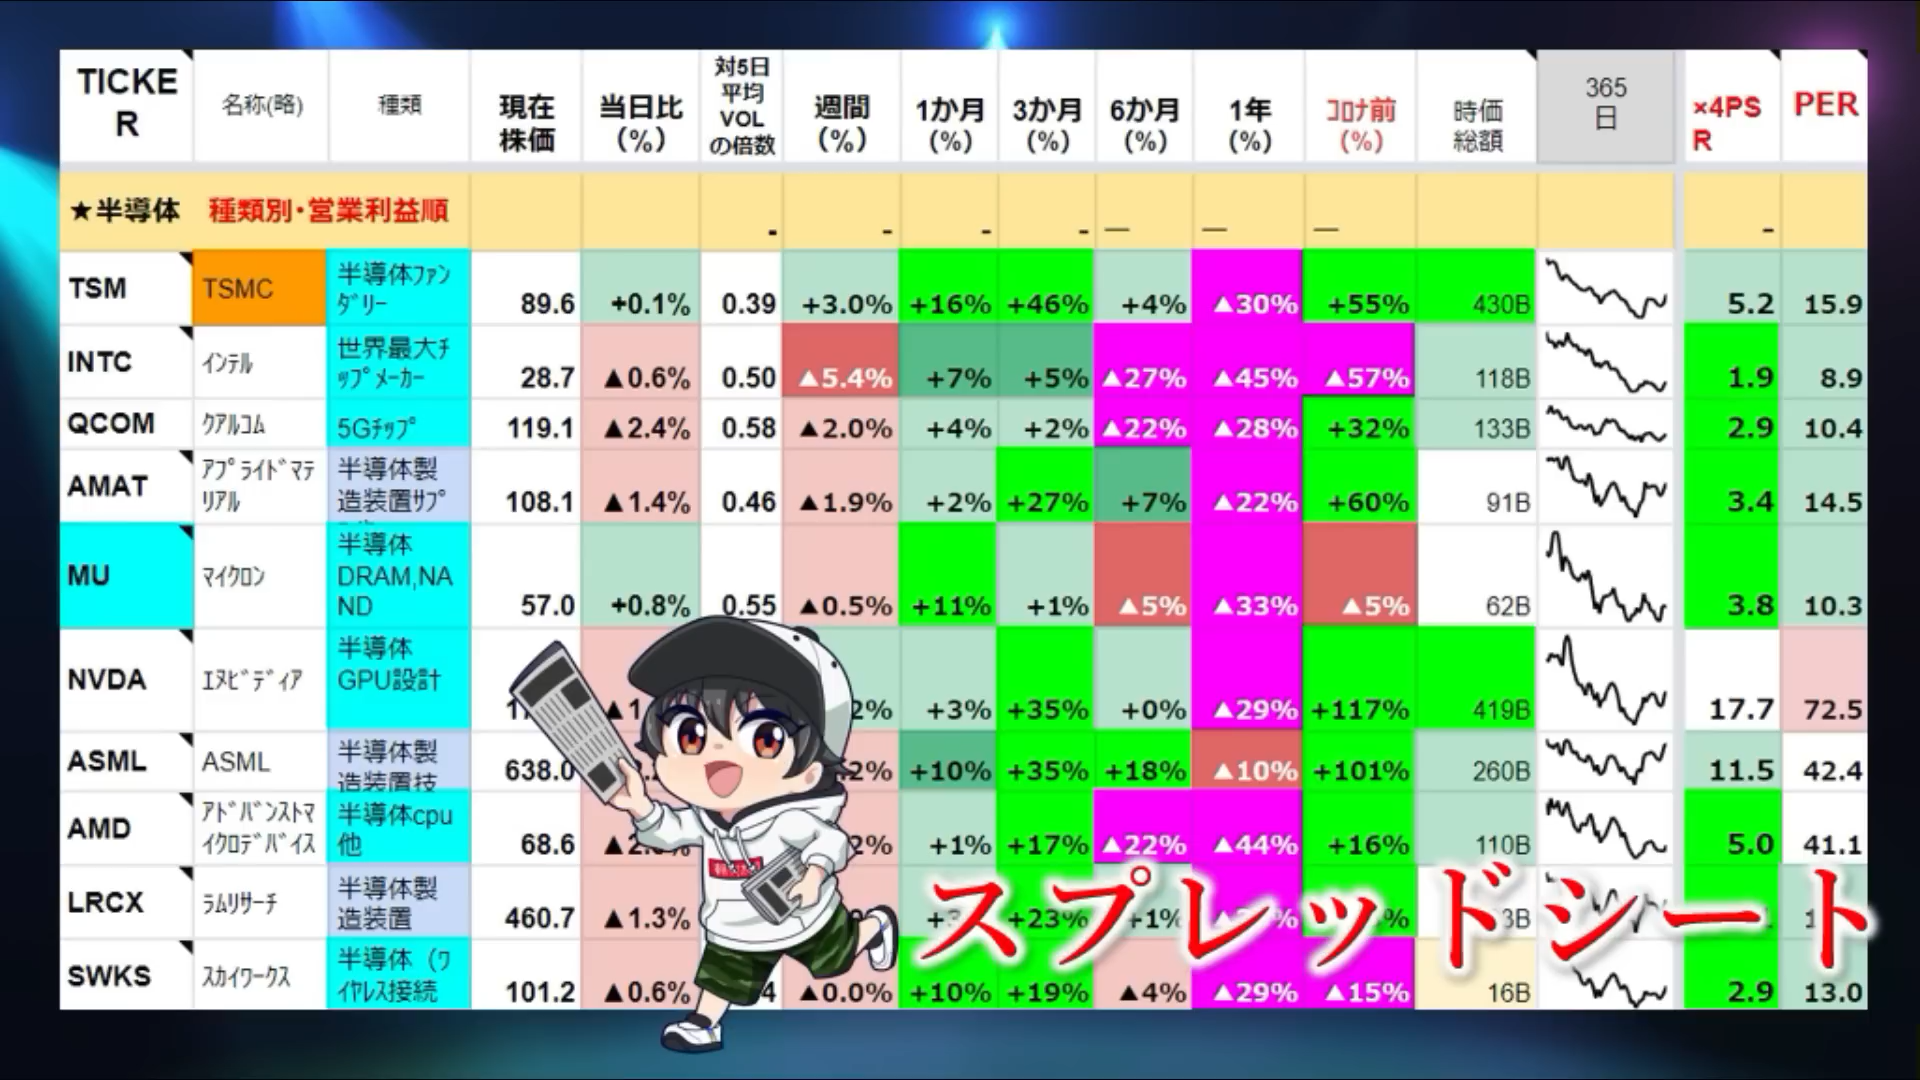 TICKE
R
名称(略)
種類
現在
株価
当日比
(%)
対5日
平均
VOL
の倍数
週間
(%)
1か月
(%)
3か月
(%)
6か月
(%)
1年
(%)
ｺﾛﾅ前
(%)
時価
総額
365
日
×4PS
R
PER
★半導体 種類別･営業利益順
- - - - — — — -
TSM TSMC 半導体ﾌｧﾝ
ﾀﾞﾘｰ
89.6 +0.1% 0.39 +3.0% +16% +46% +4% ▲30% +55% 430B 5.2 15.9
INTC ｲﾝﾃﾙ 世界最大ﾁ
ｯﾌﾟﾒｰｶｰ
28.7 ▲0.6% 0.50 ▲5.4% +7% +5% ▲27% ▲45% ▲57% 118B 1.9 8.9
QCOM ｸｱﾙｺﾑ 5Gﾁｯﾌﾟ 119.1 ▲2.4% 0.58 ▲2.0% +4% +2% ▲22% ▲28% +32% 133B 2.9 10.4
AMAT ｱﾌﾟﾗｲﾄﾞﾏﾃ
ﾘｱﾙ
半導体製
造装置ｻﾌﾟ
108.1 ▲1.4% 0.46 ▲1.9% +2% +27% +7% ▲22% +60% 91B 3.4 14.5
MU ﾏｲｸﾛﾝ 半導体
DRAM,NA
ND
57.0 +0.8% 0.55 ▲0.5% +11% +1% ▲5% ▲33% ▲5% 62B 3.8 10.3
NVDA ｴﾇﾋﾞﾃﾞｨｱ 半導体
GPU設計
+3% +35% +0% ▲29% +117% 419B 17.7 72.5
ASML ASML 半導体製
造装置技
638.0 +10% +35% +18% ▲10% +101% 260B 11.5 42.4
AMD ｱﾄﾞﾊﾞﾝｽﾄﾏ
ｲｸﾛﾃﾞﾊﾞｲｽ
半導体cpu
他
68.6 +1% +17% ▲22% ▲44% +16% 110B 5.0 41.1
LRCX ﾗﾑﾘｻｰﾁ 半導体製
造装置
460.7 ▲1.3% +23% +1%
スプレッドシート
SWKS ｽｶｲﾜｰｸｽ 半導体（ﾜ
ｲﾔﾚｽ接続
101.2 ▲0.6% ▲0.0% +10% +19% ▲4% ▲29% ▲15% 16B 2.9 13.0